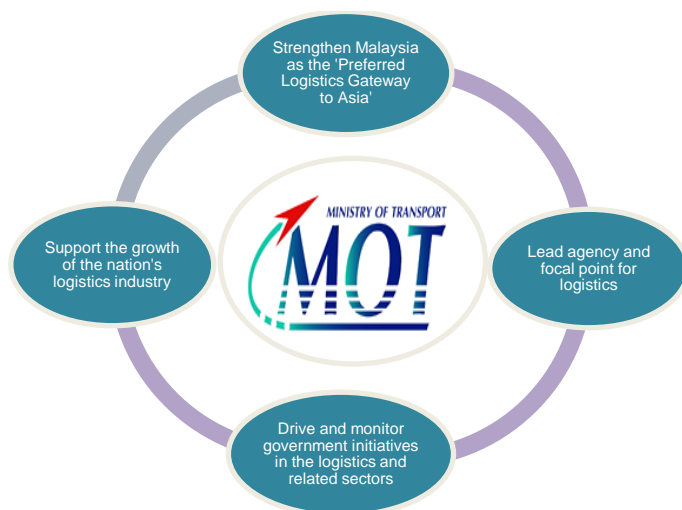 Strengthen Malaysia
as the 'Preferred
Logistics Gateway
to Asia'
MINISTRY OF TRANSPORT
MOT
Support the growth
of the nation's
logistics industry
Lead agency and
focal point for
logistics
Drive and monitor
government initiatives
in the logistics and
related sectors